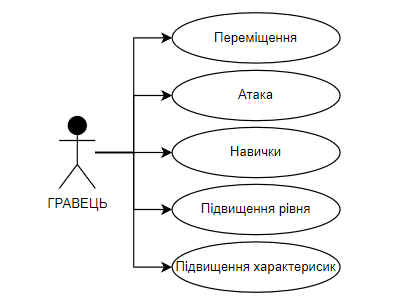 Переміщення
Атака
Навички
ГРАВЕЦЬ
Підвищення рівня
Підвищення характерисик